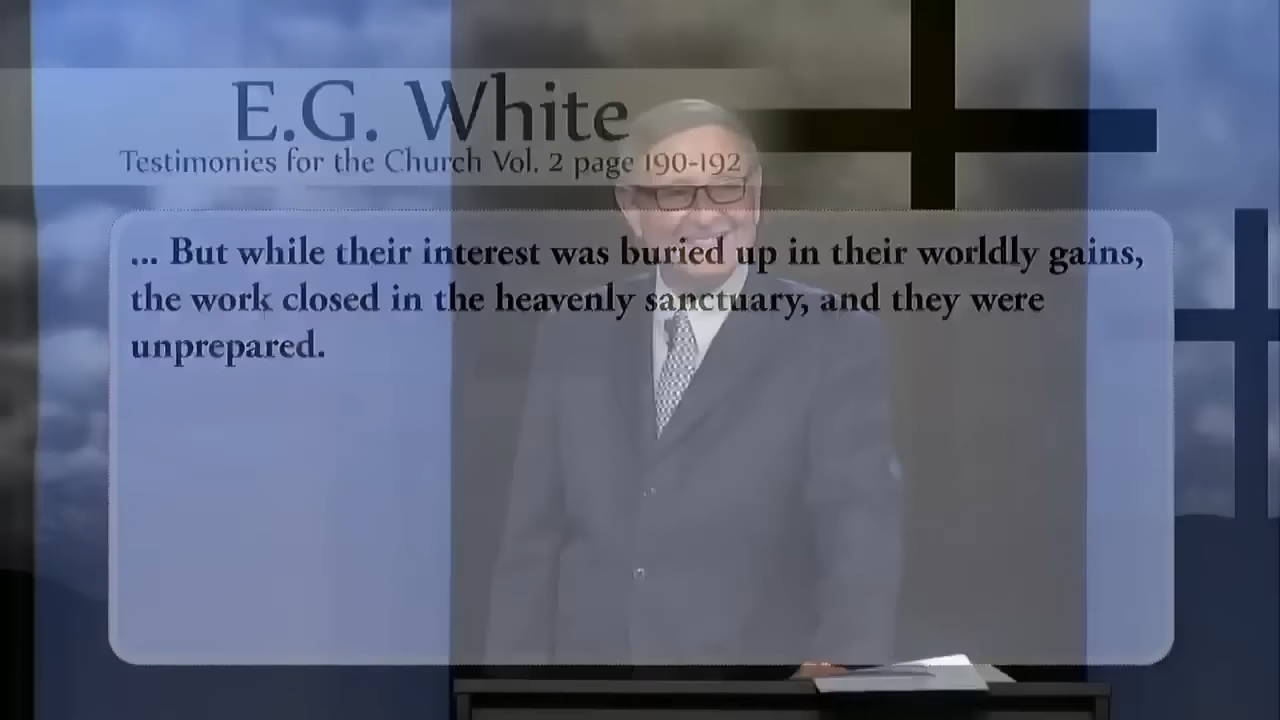 E.G. White
Testimonies for the Church Vol. 2 page 190-192
... But while their interest was buried up in their worldly gains,
the work closed in the heavenly sanctuary, and they were
unprepared.